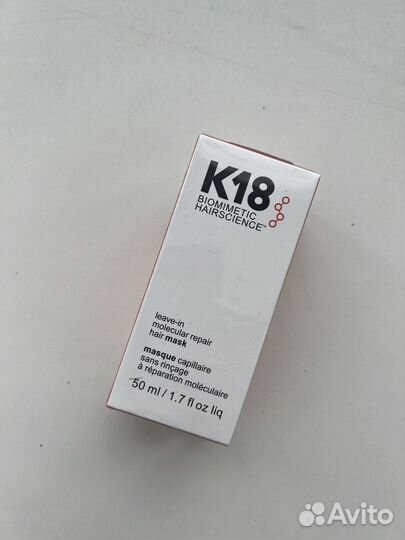 K18
BIOMIMETIC
HAIRSCIENCE™
leave-in
molecular repair
hair mask
masque capillaire
sans rinçage
à réparation moléculaire
50 ml / 1.7 fl oz liq
Avito